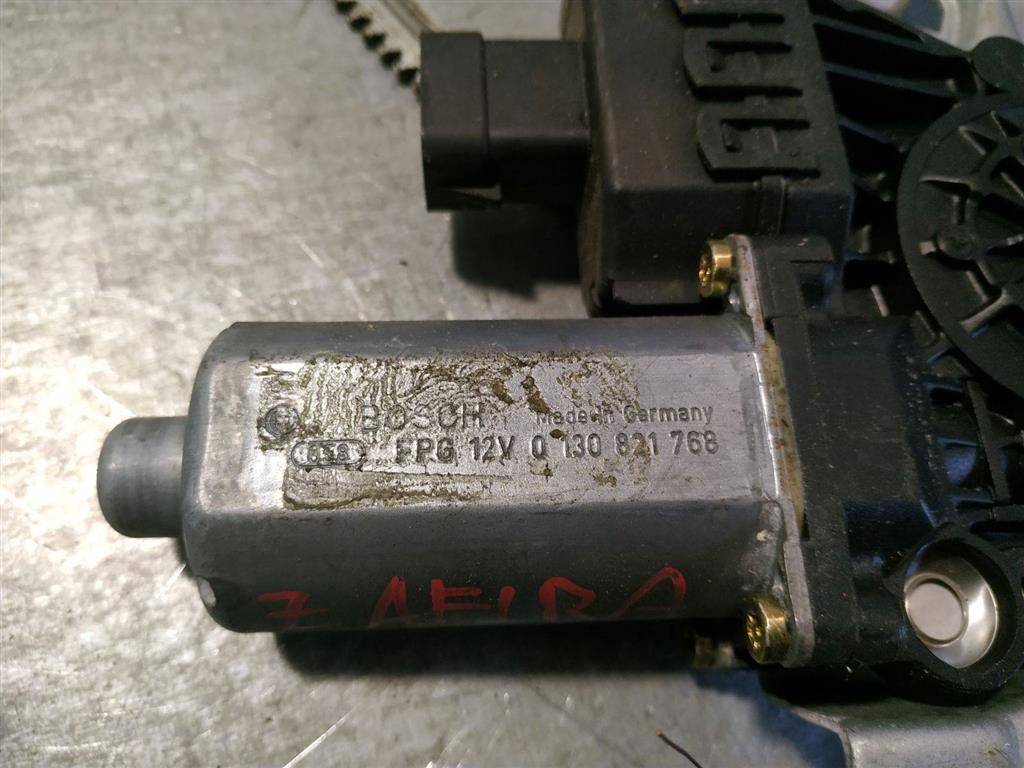 BOSCH Made in Germany
FPG 12V 0 130 821 768
ZAFIRA